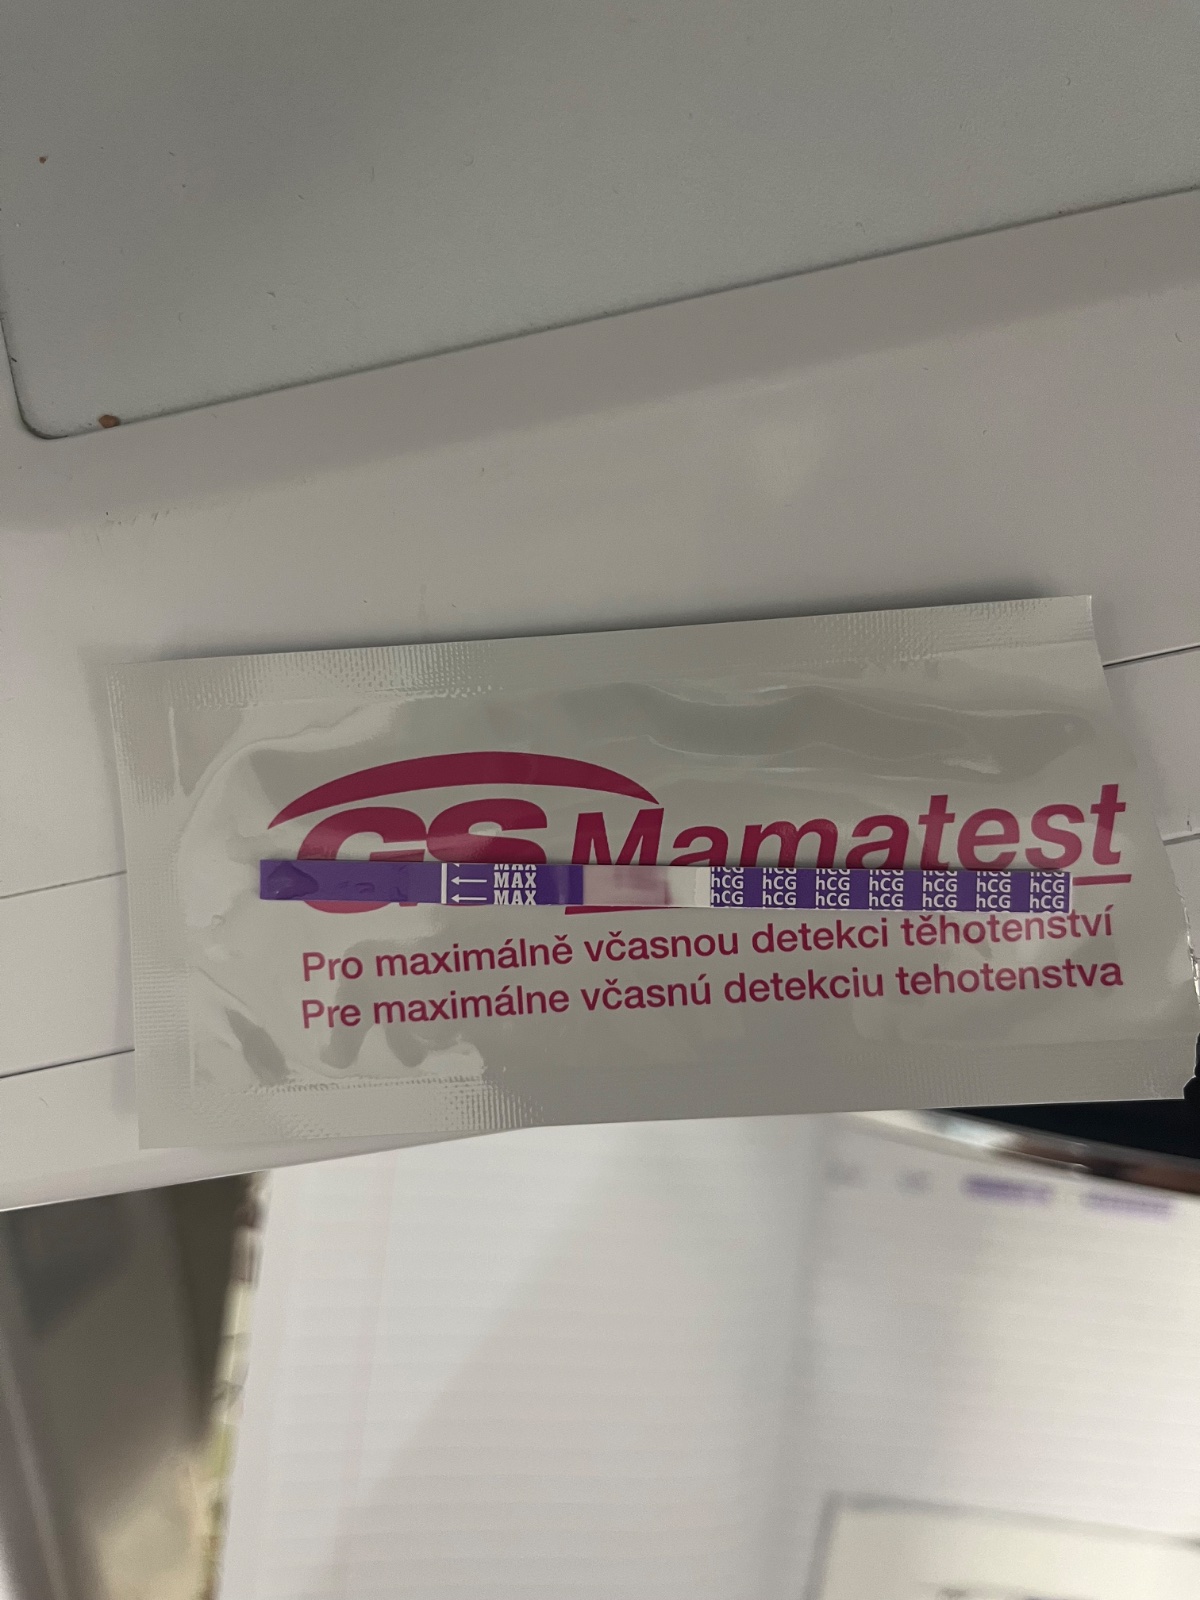 GS Mamatest
MAX hCG hCG hCG hCG hCG hCG hCG
MAX hCG hCG hCG hCG hCG hCG hCG
MAX hCG hCG hCG hCG hCG hCG hCG
Pro maximálně včasnou detekci těhotenství
Pre maximálne včasnú detekciu tehotenstva